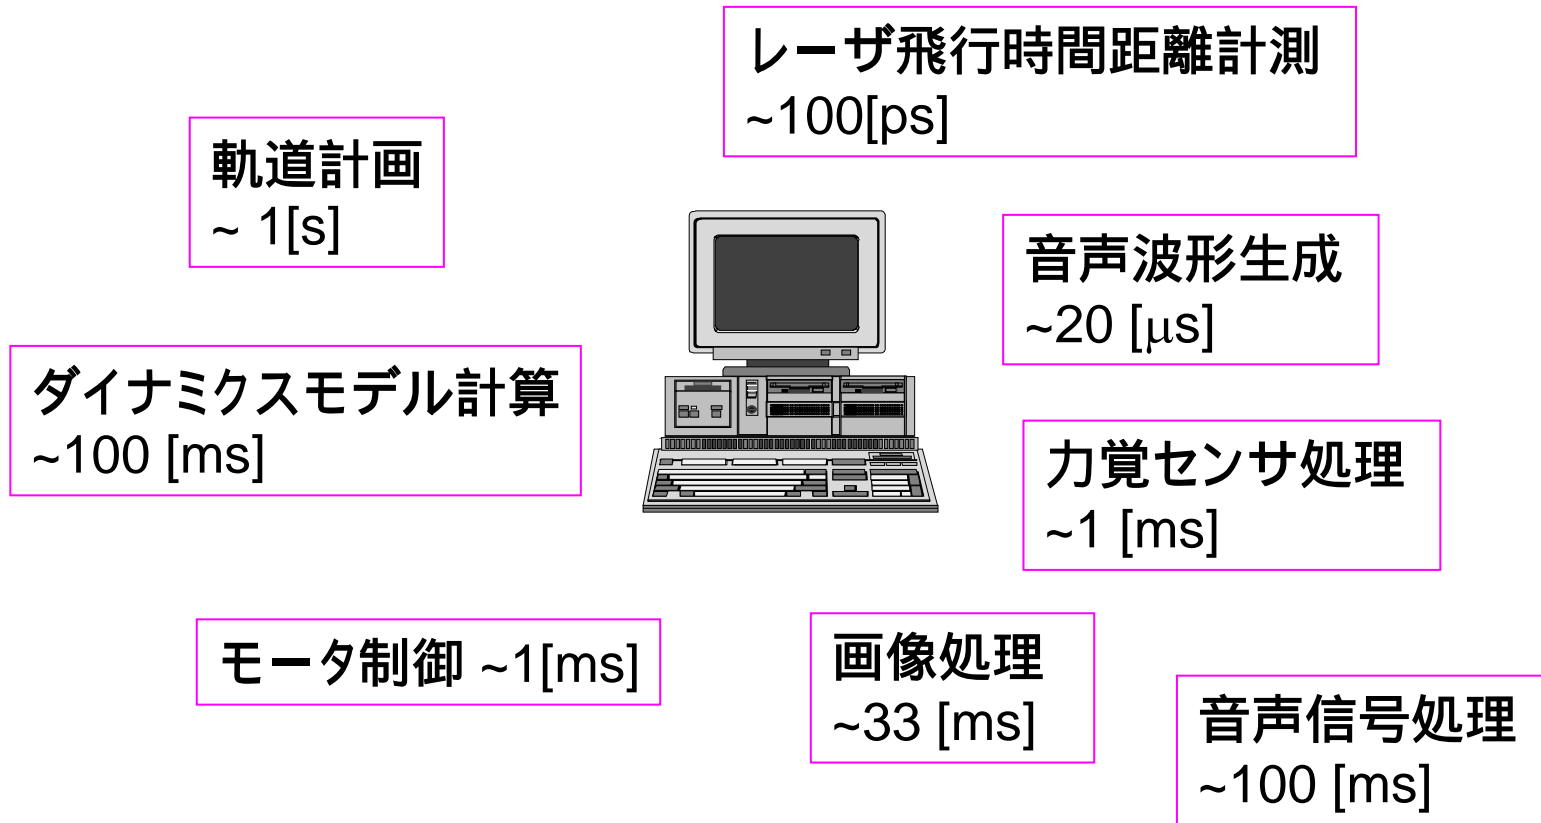 レーザ飛行時間距離計測
~100[ps]
軌道計画
~ 1[s]
音声波形生成
~20 [μs]
ダイナミクスモデル計算
~100 [ms]
力覚センサ処理
~1 [ms]
モータ制御 ~1[ms]
画像処理
~33 [ms]
音声信号処理
~100 [ms]